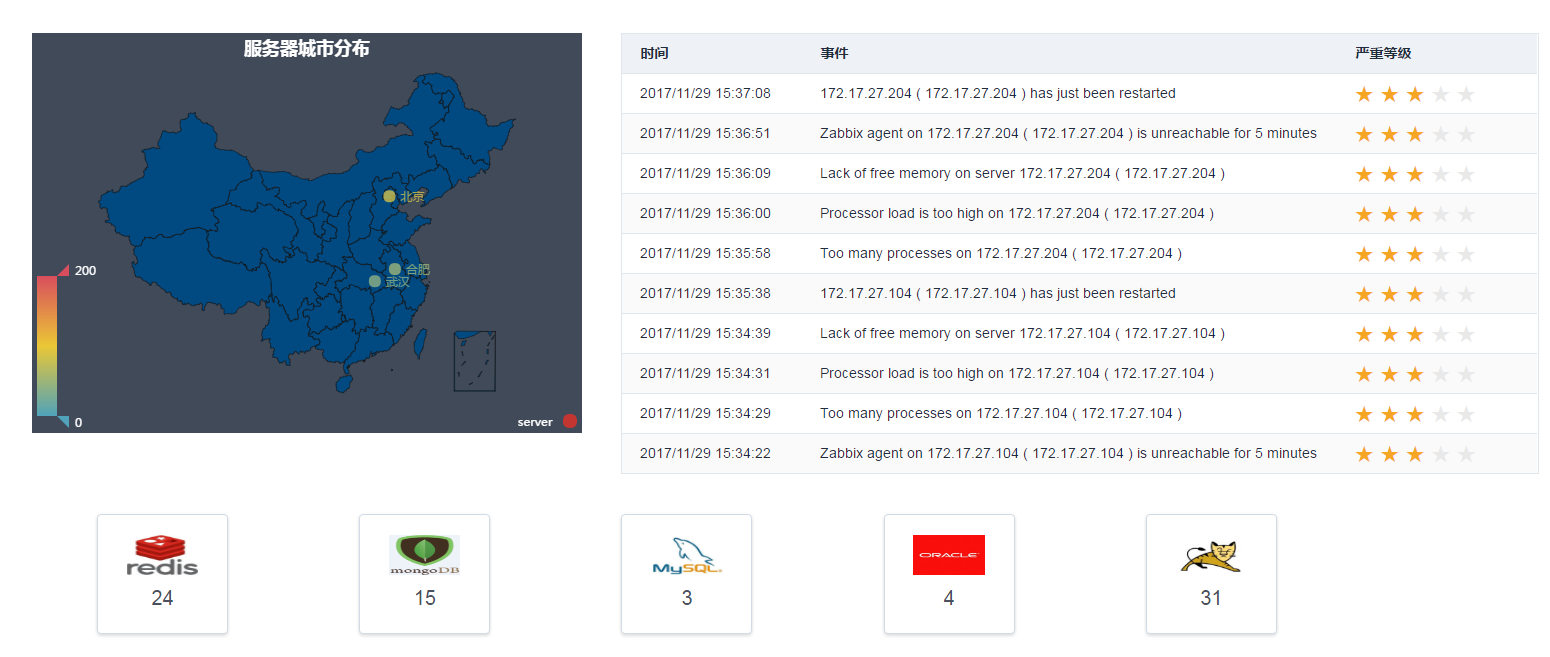 服务器城市分布
北京
合肥
武汉
200
0
server
时间 事件 严重等级
2017/11/29 15:37:08 172.17.27.204 ( 172.17.27.204 ) has just been restarted
2017/11/29 15:36:51 Zabbix agent on 172.17.27.204 ( 172.17.27.204 ) is unreachable for 5 minutes
2017/11/29 15:36:09 Lack of free memory on server 172.17.27.204 ( 172.17.27.204 )
2017/11/29 15:36:00 Processor load is too high on 172.17.27.204 ( 172.17.27.204 )
2017/11/29 15:35:58 Too many processes on 172.17.27.204 ( 172.17.27.204 )
2017/11/29 15:35:38 172.17.27.104 ( 172.17.27.104 ) has just been restarted
2017/11/29 15:34:39 Lack of free memory on server 172.17.27.104 ( 172.17.27.104 )
2017/11/29 15:34:31 Processor load is too high on 172.17.27.104 ( 172.17.27.104 )
2017/11/29 15:34:29 Too many processes on 172.17.27.104 ( 172.17.27.104 )
2017/11/29 15:34:22 Zabbix agent on 172.17.27.104 ( 172.17.27.104 ) is unreachable for 5 minutes
redis mongoDB MySQL ORACLE
24 15 3 4 31